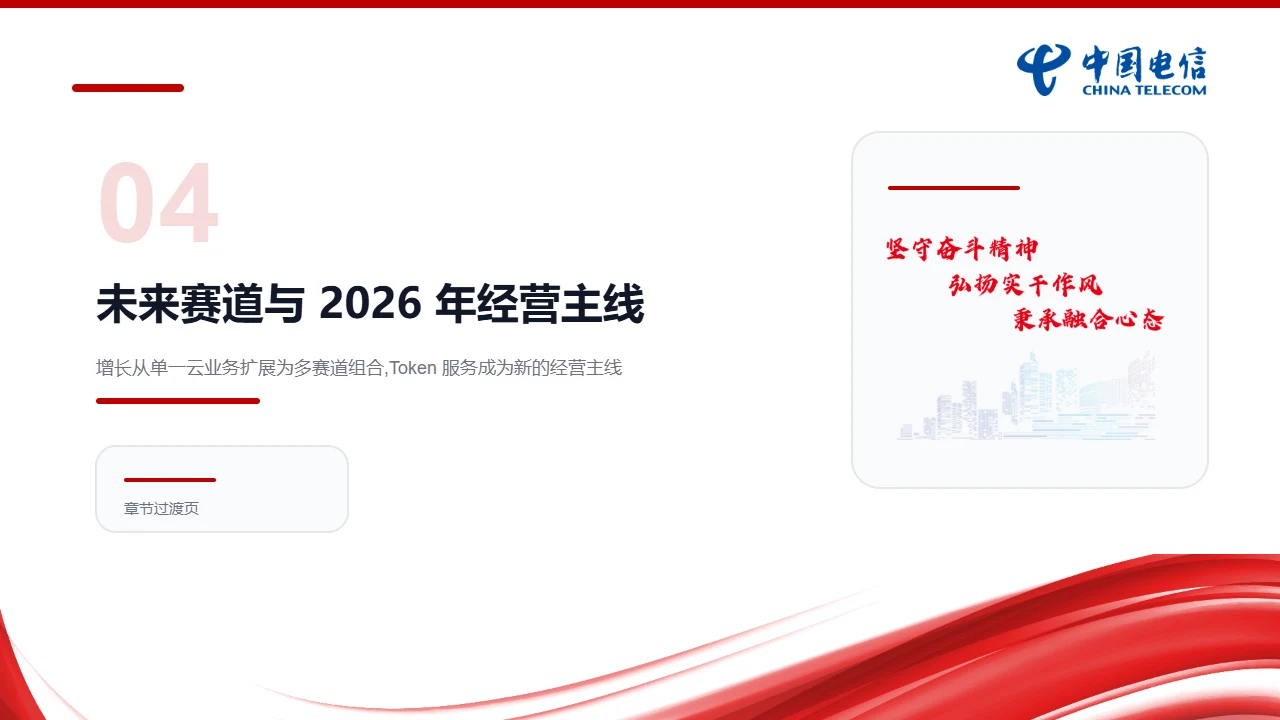 中国电信
CHINA TELECOM
04
未来赛道与 2026 年经营主线
增长从单一云业务扩展为多赛道组合,Token 服务成为新的经营主线
章节过渡页
坚守奋斗精神
弘扬实干作风
秉承融合心态